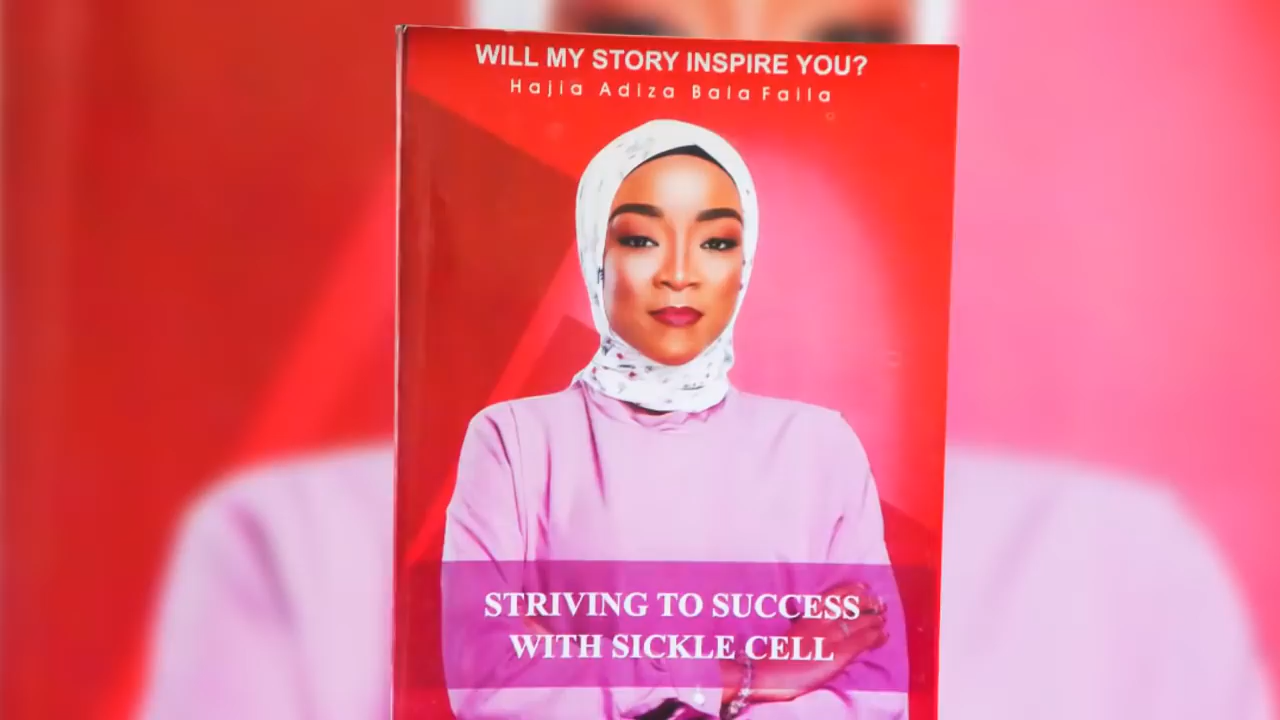 WILL MY STORY INSPIRE YOU?
Hajia Adiza Bala Faila
STRIVING TO SUCCESS
WITH SICKLE CELL